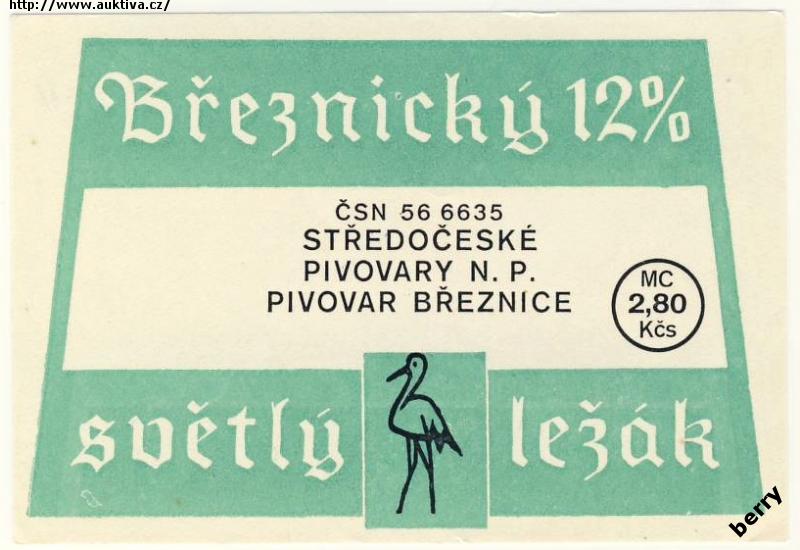 http://www.auktiva.cz/
Březnický 12%
ČSN 56 6635
STŘEDOČESKÉ
PIVOVARY N. P.
PIVOVAR BŘEZNICE
MC
2,80
Kčs
světlý ležák
berry